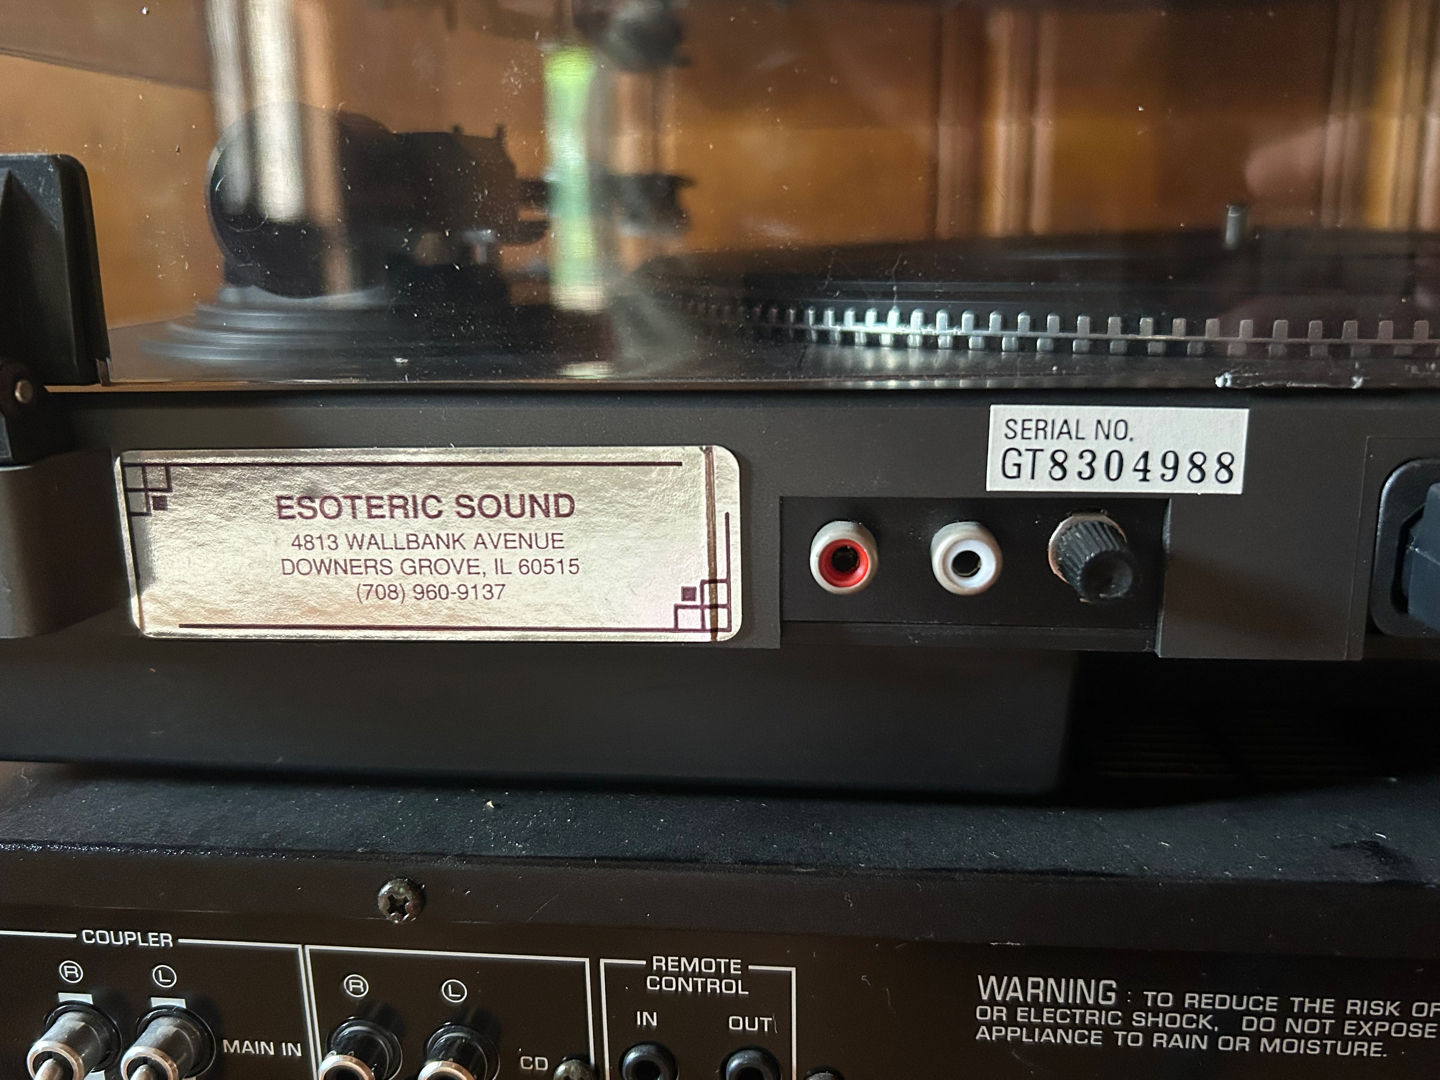 SERIAL NO.
GT8304988
ESOTERIC SOUND
4813 WALLBANK AVENUE
DOWNERS GROVE, IL 60515
(708) 960-9137
COUPLER
R L
MAIN IN
R L
CD
REMOTE
CONTROL
IN OUT
WARNING : TO REDUCE THE RISK OF
OR ELECTRIC SHOCK, DO NOT EXPOSE
APPLIANCE TO RAIN OR MOISTURE.